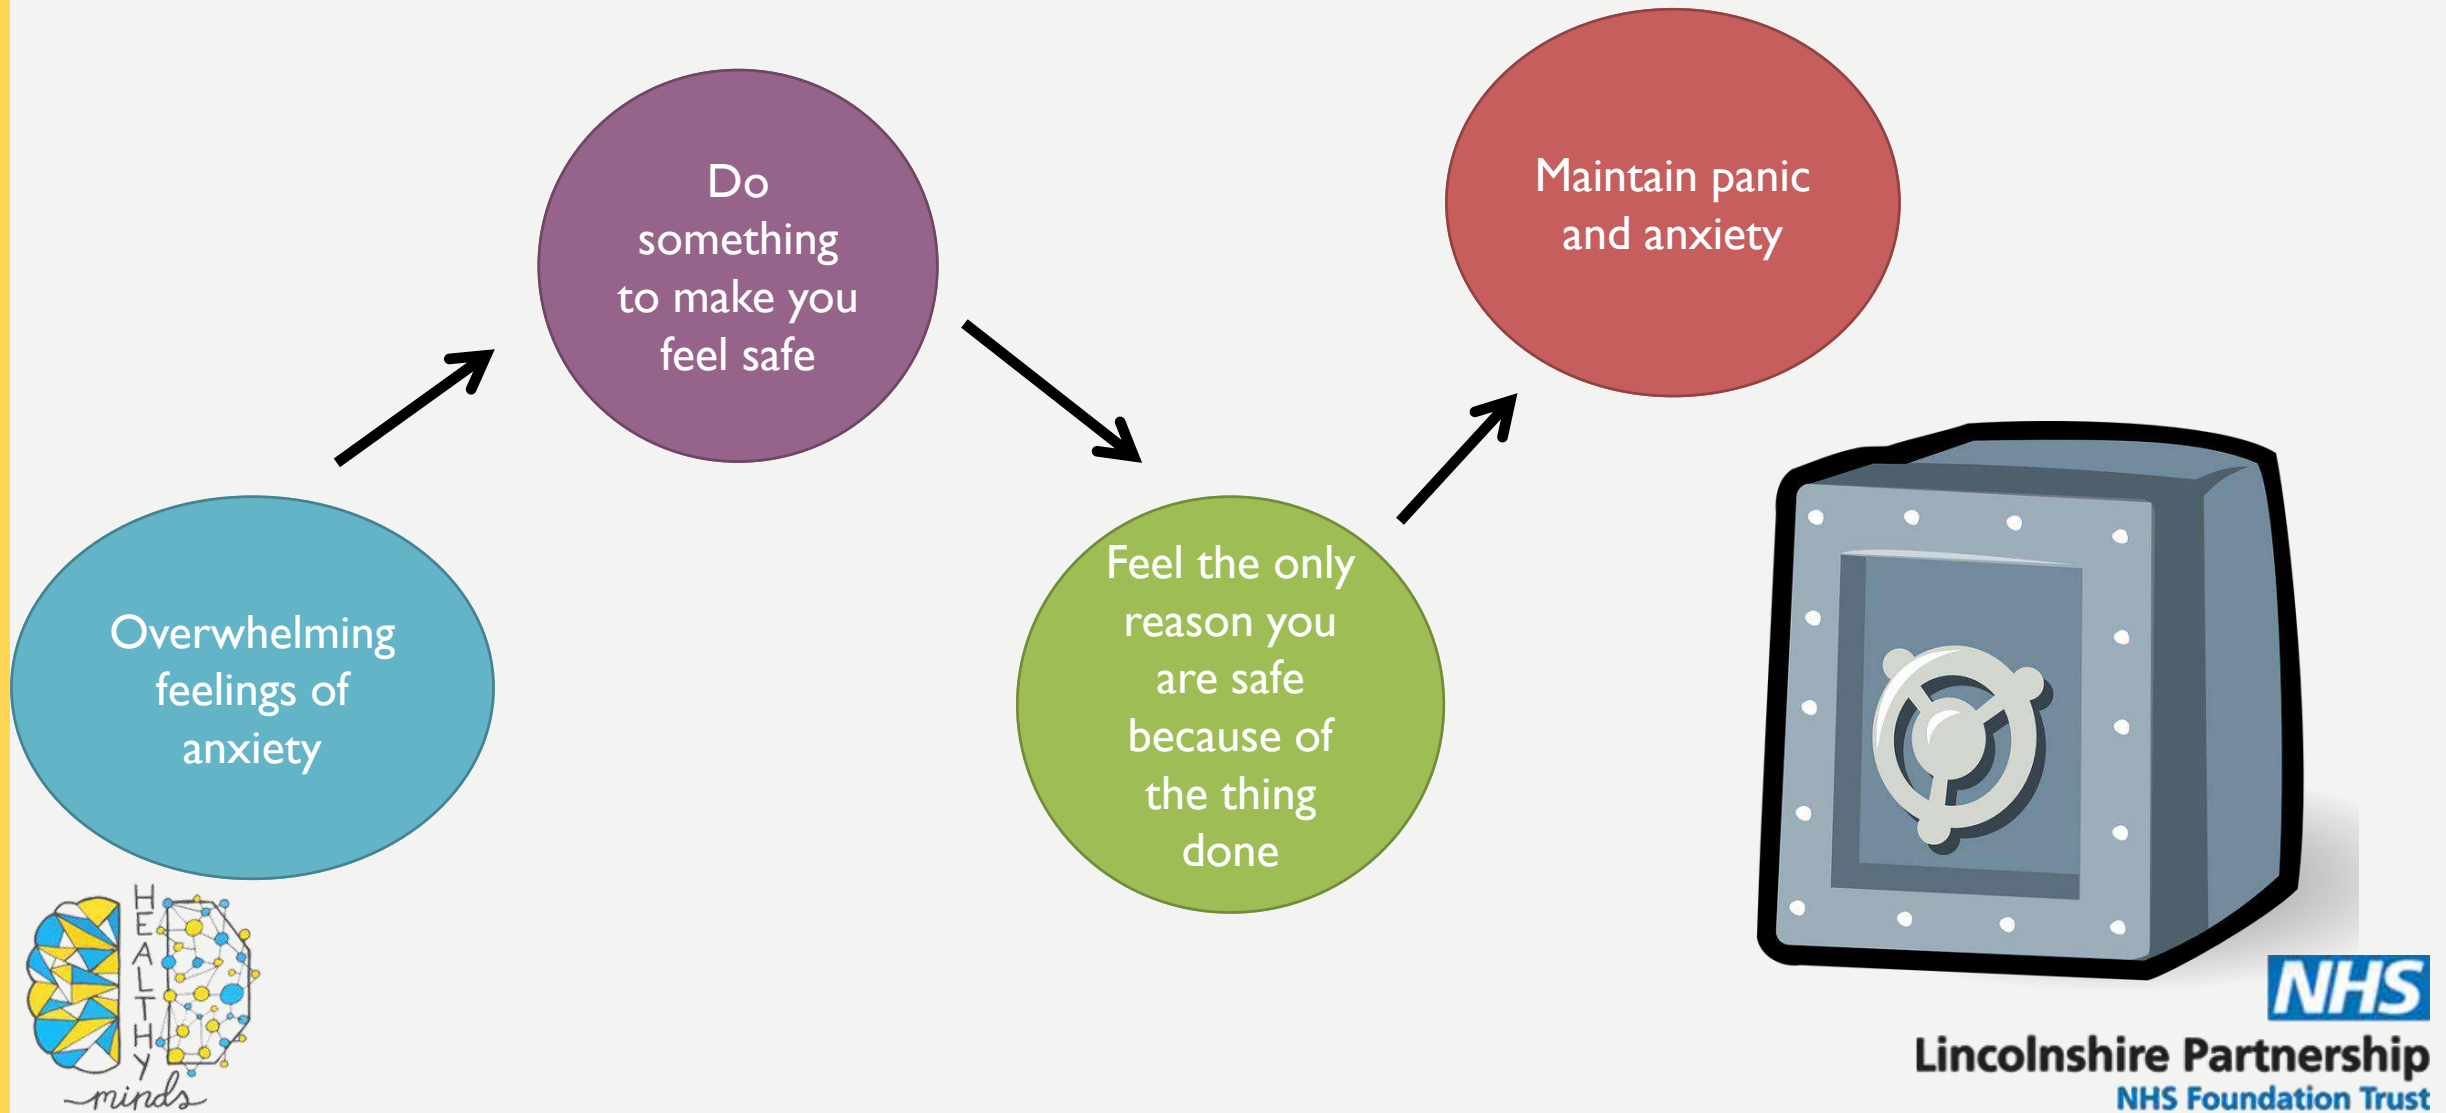 Overwhelming
feelings of
anxiety
Do
something
to make you
feel safe
Feel the only
reason you
are safe
because of
the thing
done
Maintain panic
and anxiety
HEALTHY
minds
NHS
Lincolnshire Partnership
NHS Foundation Trust